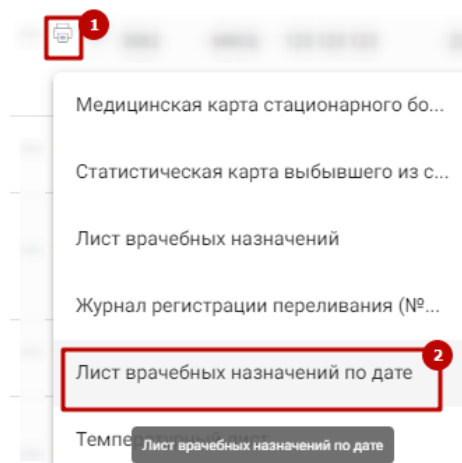 1
Медицинская карта стационарного бо...
Статистическая карта выбывшего из с...
Лист врачебных назначений
Журнал регистрации переливания (№...
2
Лист врачебных назначений по дате
Лист врачебных назначений по дате